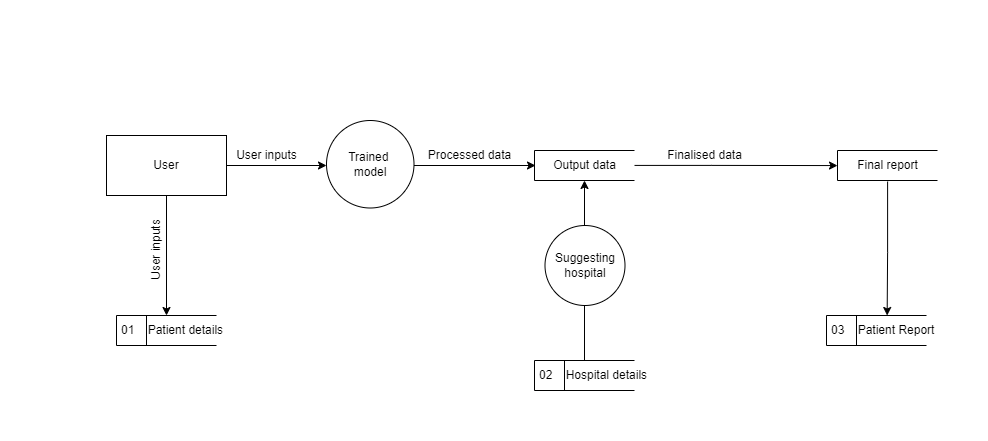 User
User inputs
Trained
model
Processed data
Output data
Finalised data
Final report
User inputs
Suggesting
hospital
01 Patient details
03 Patient Report
02 Hospital details